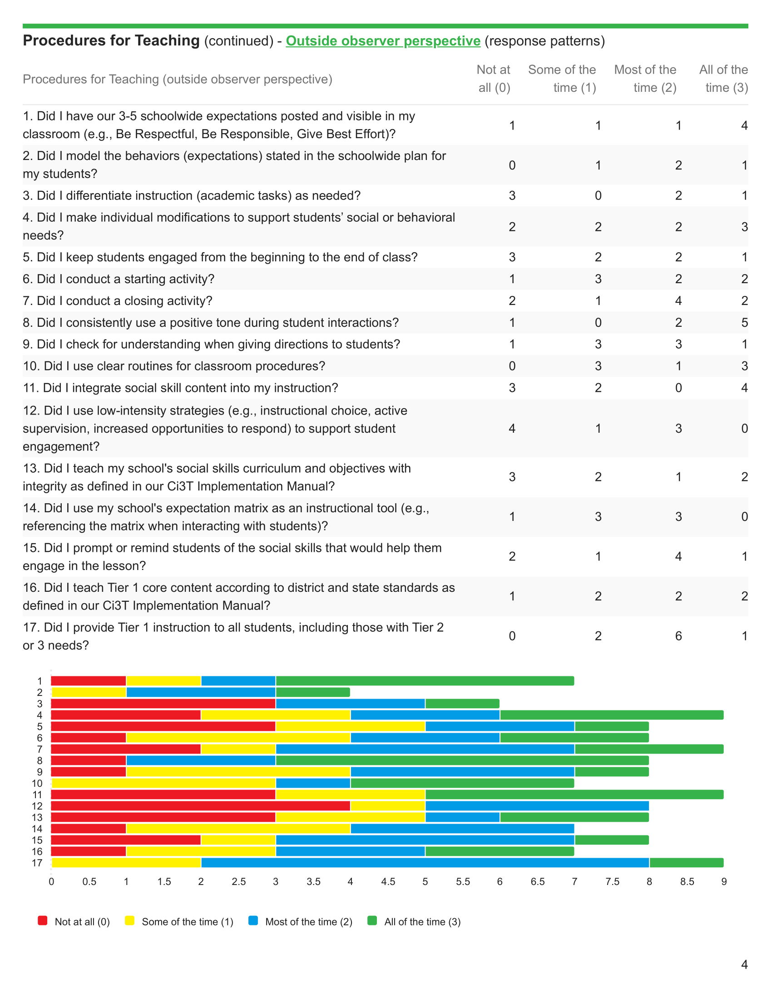 Procedures for Teaching (continued) - Outside observer perspective (response patterns)
Procedures for Teaching (outside observer perspective) Not at all (0) Some of the time (1) Most of the time (2) All of the time (3)
1. Did I have our 3-5 schoolwide expectations posted and visible in my
classroom (e.g., Be Respectful, Be Responsible, Give Best Effort)? 1 1 1 4
2. Did I model the behaviors (expectations) stated in the schoolwide plan for
my students? 0 1 2 1
3. Did I differentiate instruction (academic tasks) as needed? 3 0 2 1
4. Did I make individual modifications to support students’ social or behavioral
needs? 2 2 2 3
5. Did I keep students engaged from the beginning to the end of class? 3 2 2 1
6. Did I conduct a starting activity? 1 3 2 2
7. Did I conduct a closing activity? 2 1 4 2
8. Did I consistently use a positive tone during student interactions? 1 0 2 5
9. Did I check for understanding when giving directions to students? 1 3 3 1
10. Did I use clear routines for classroom procedures? 0 3 1 3
11. Did I integrate social skill content into my instruction? 3 2 0 4
12. Did I use low-intensity strategies (e.g., instructional choice, active
supervision, increased opportunities to respond) to support student
engagement? 4 1 3 0
13. Did I teach my school's social skills curriculum and objectives with
integrity as defined in our Ci3T Implementation Manual? 3 2 1 2
14. Did I use my school's expectation matrix as an instructional tool (e.g.,
referencing the matrix when interacting with students)? 1 3 3 0
15. Did I prompt or remind students of the social skills that would help them
engage in the lesson? 2 1 4 1
16. Did I teach Tier 1 core content according to district and state standards as
defined in our Ci3T Implementation Manual? 1 2 2 2
17. Did I provide Tier 1 instruction to all students, including those with Tier 2
or 3 needs? 0 2 6 1
1
2
3
4
5
6
7
8
9
10
11
12
13
14
15
16
17
0 0.5 1 1.5 2 2.5 3 3.5 4 4.5 5 5.5 6 6.5 7 7.5 8 8.5 9
Not at all (0) Some of the time (1) Most of the time (2) All of the time (3)
4